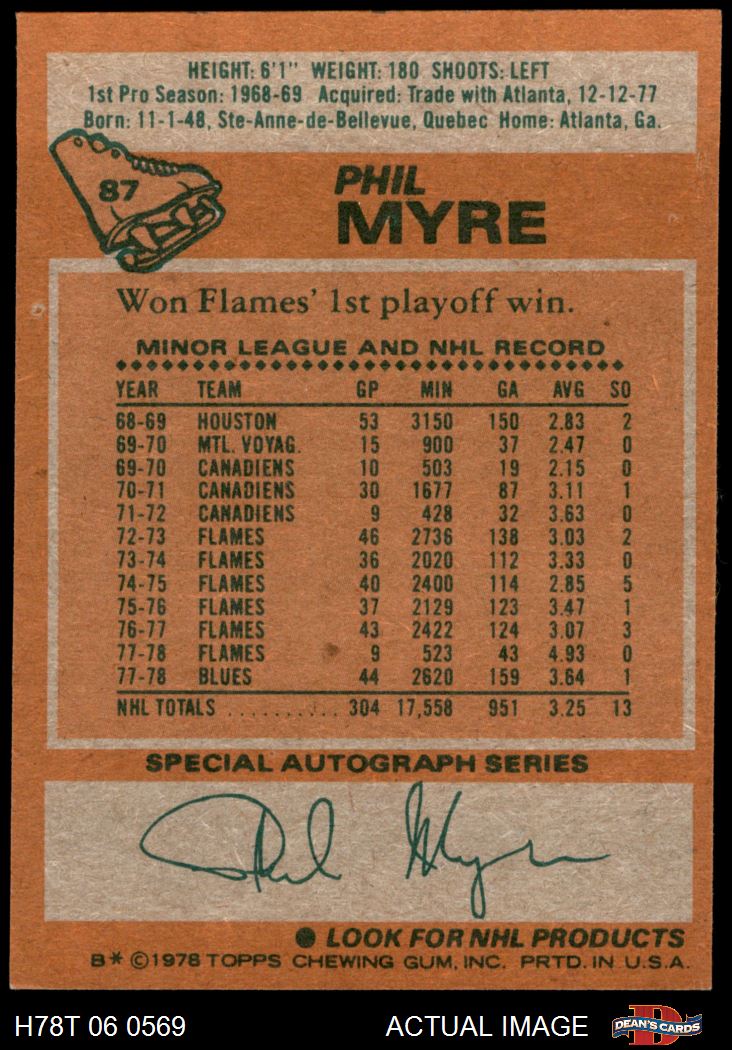 HEIGHT: 6'1" WEIGHT: 180 SHOOTS: LEFT
1st Pro Season: 1968-69 Acquired: Trade with Atlanta, 12-12-77
Born: 11-1-48, Ste-Anne-de-Bellevue, Quebec Home: Atlanta, Ga.
87
PHIL
MYRE
Won Flames' 1st playoff win.
MINOR LEAGUE AND NHL RECORD
YEAR TEAM GP MIN GA AVG SO
68-69 HOUSTON 53 3150 150 2.83 2
69-70 MTL. VOYAG. 15 900 37 2.47 0
69-70 CANADIENS 10 503 19 2.15 0
70-71 CANADIENS 30 1677 87 3.11 1
71-72 CANADIENS 9 428 32 3.63 0
72-73 FLAMES 46 2736 138 3.03 2
73-74 FLAMES 36 2020 112 3.33 0
74-75 FLAMES 40 2400 114 2.85 5
75-76 FLAMES 37 2129 123 3.47 1
76-77 FLAMES 43 2422 124 3.07 3
77-78 FLAMES 9 523 43 4.93 0
77-78 BLUES 44 2620 159 3.64 1
NHL TOTALS .......... 304 17,558 951 3.25 13
SPECIAL AUTOGRAPH SERIES
Phil Myre
● LOOK FOR NHL PRODUCTS
B* ©1978 TOPPS CHEWING GUM, INC. PRTD. IN U.S.A.
H78T 06 0569 ACTUAL IMAGE
D
DEAN'S CARDS